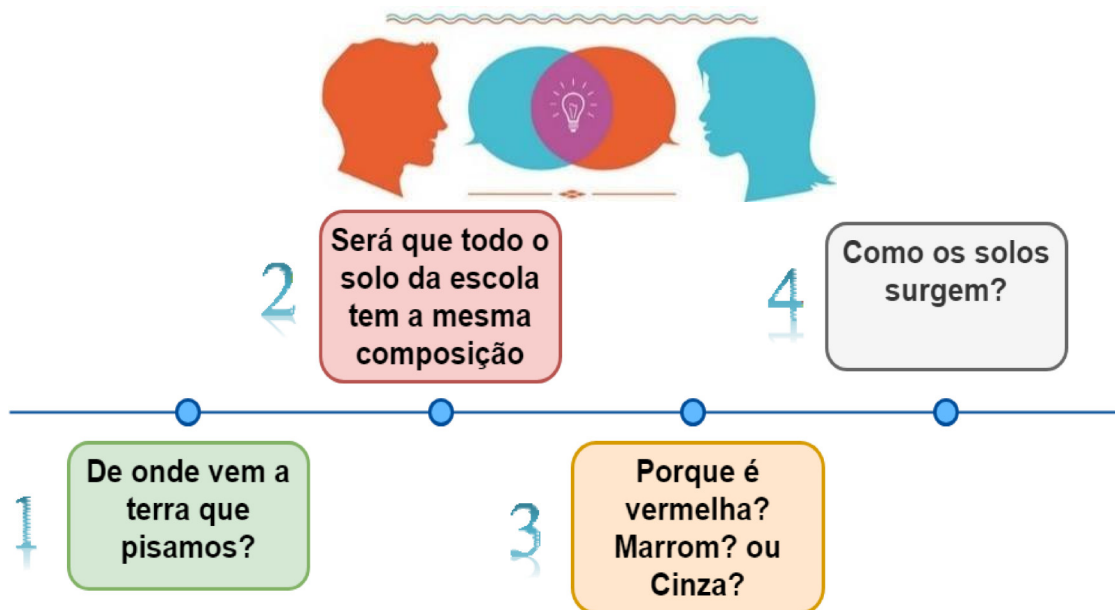 1
De onde vem a
terra que
pisamos?
2
Será que todo o
solo da escola
tem a mesma
composição
3
Porque é
vermelha?
Marrom? ou
Cinza?
4
Como os solos
surgem?